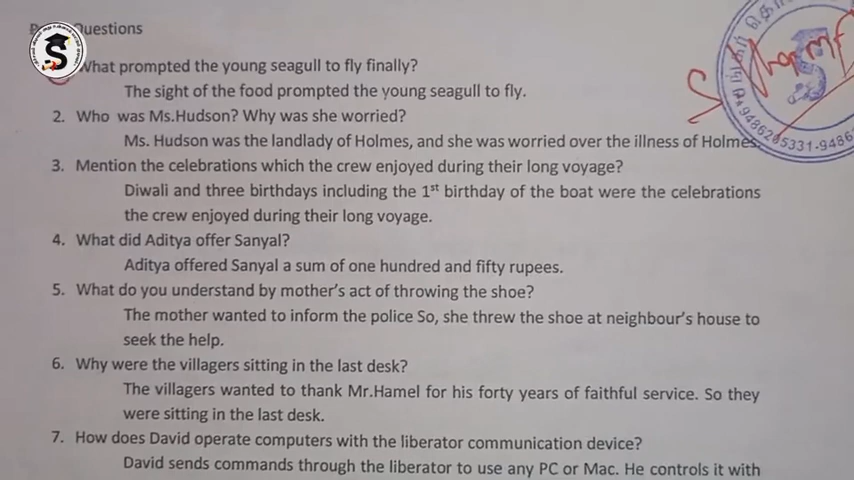 Questions
What prompted the young seagull to fly finally?
The sight of the food prompted the young seagull to fly.
2. Who was Ms.Hudson? Why was she worried?
Ms. Hudson was the landlady of Holmes, and she was worried over the illness of Holmes.
3. Mention the celebrations which the crew enjoyed during their long voyage?
Diwali and three birthdays including the 1st birthday of the boat were the celebrations
the crew enjoyed during their long voyage.
4. What did Aditya offer Sanyal?
Aditya offered Sanyal a sum of one hundred and fifty rupees.
5. What do you understand by mother's act of throwing the shoe?
The mother wanted to inform the police So, she threw the shoe at neighbour's house to
seek the help.
6. Why were the villagers sitting in the last desk?
The villagers wanted to thank Mr.Hamel for his forty years of faithful service. So they
were sitting in the last desk.
7. How does David operate computers with the liberator communication device?
David sends commands through the liberator to use any PC or Mac. He controls it with
S